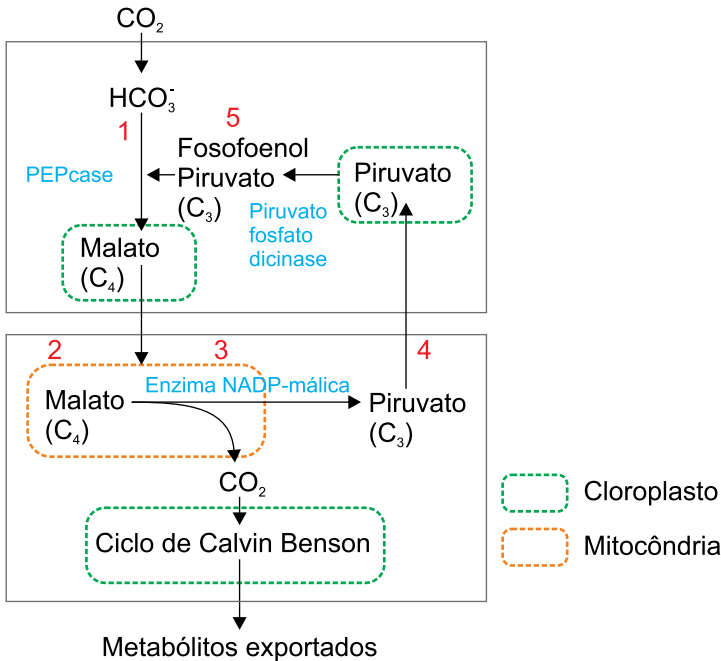 CO2
HCO3-
1
5
Fosofoenol
Piruvato
(C3)
PEPcase
Piruvato
(C3)
Piruvato
fosfato
dicinase
Malato
(C4)
2
3
4
Enzima NADP-málica
Malato
(C4)
Piruvato
(C3)
CO2
Ciclo de Calvin Benson
Metabólitos exportados
Cloroplasto
Mitocôndria